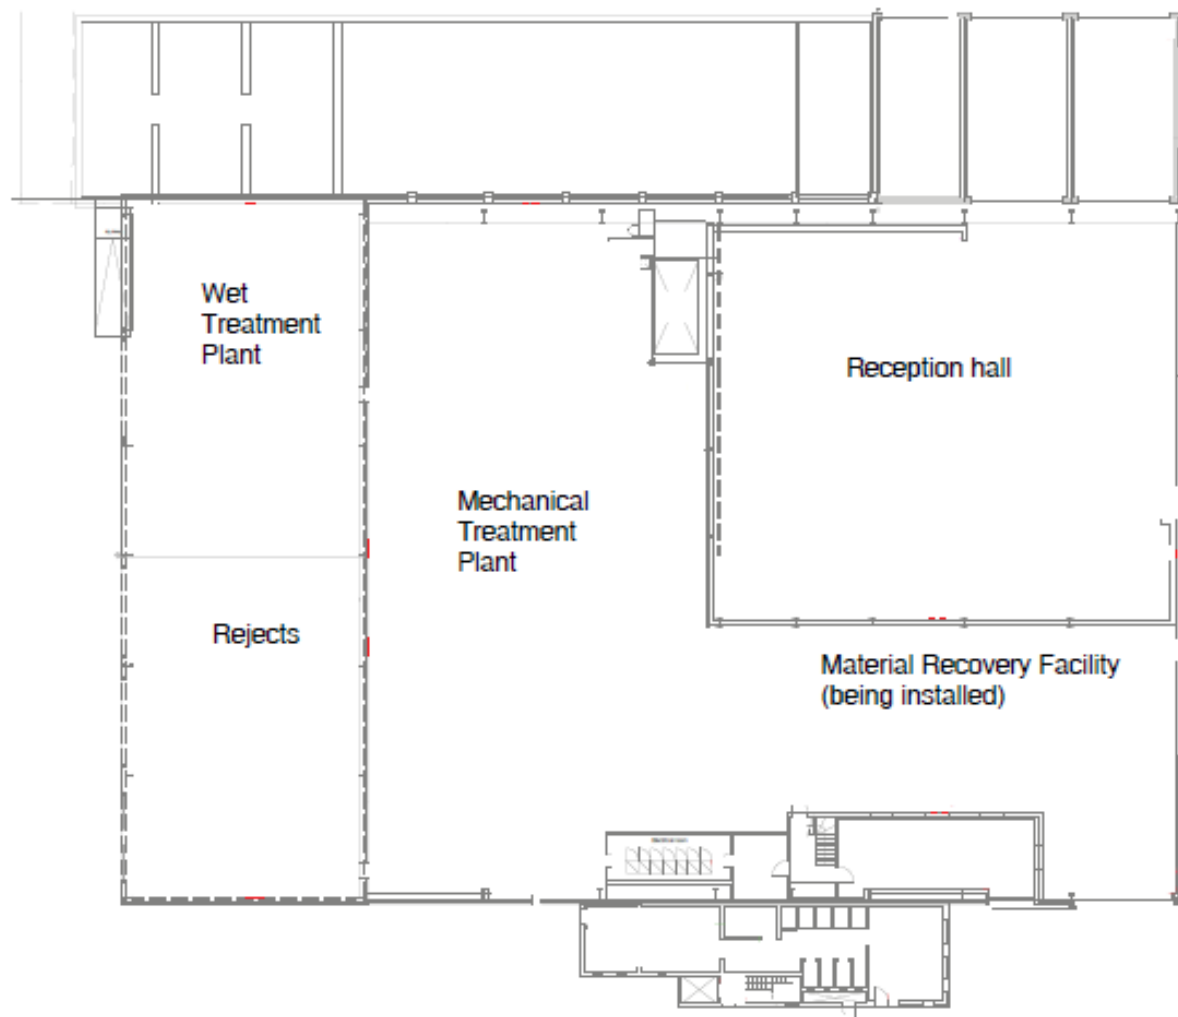 Wet
Treatment
Plant
Reception hall
Mechanical
Treatment
Plant
Rejects
Material Recovery Facility
(being installed)